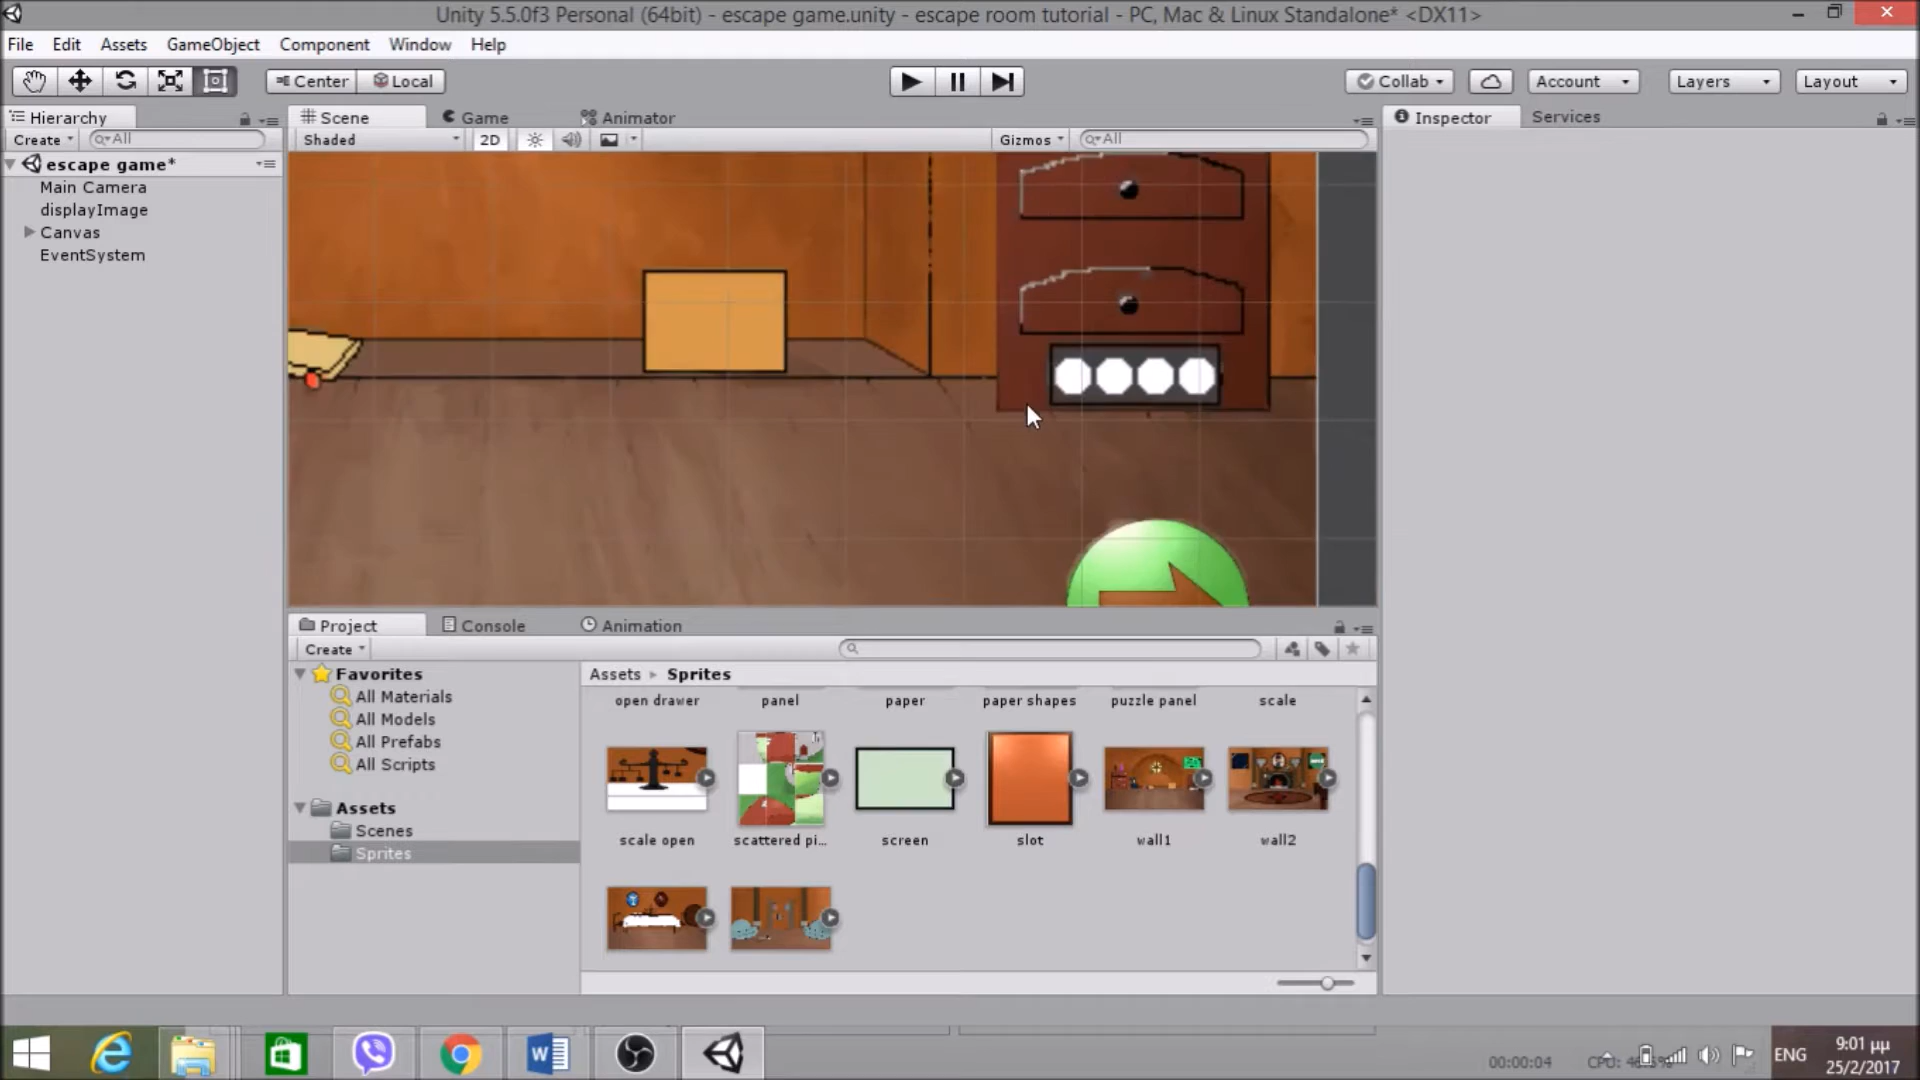 Unity 5.5.0f3 Personal (64bit) - escape game.unity - escape room tutorial - PC, Mac & Linux Standalone* <DX11>
File Edit Assets GameObject Component Window Help
Center Local Collab Account Layers Layout
Hierarchy Scene Game Animator Inspector Services
Create All Shaded 2D Gizmos All
escape game*
Main Camera
displayImage
Canvas
EventSystem
Project Console Animation
Create
Favorites Assets Sprites
All Materials
All Models
All Prefabs
All Scripts
Assets
Scenes
Sprites
open drawer panel paper paper shapes puzzle panel scale
scale open scattered pi... screen slot wall1 wall2
00:00:04 CPU:
ENG
9:01 μμ
25/2/2017